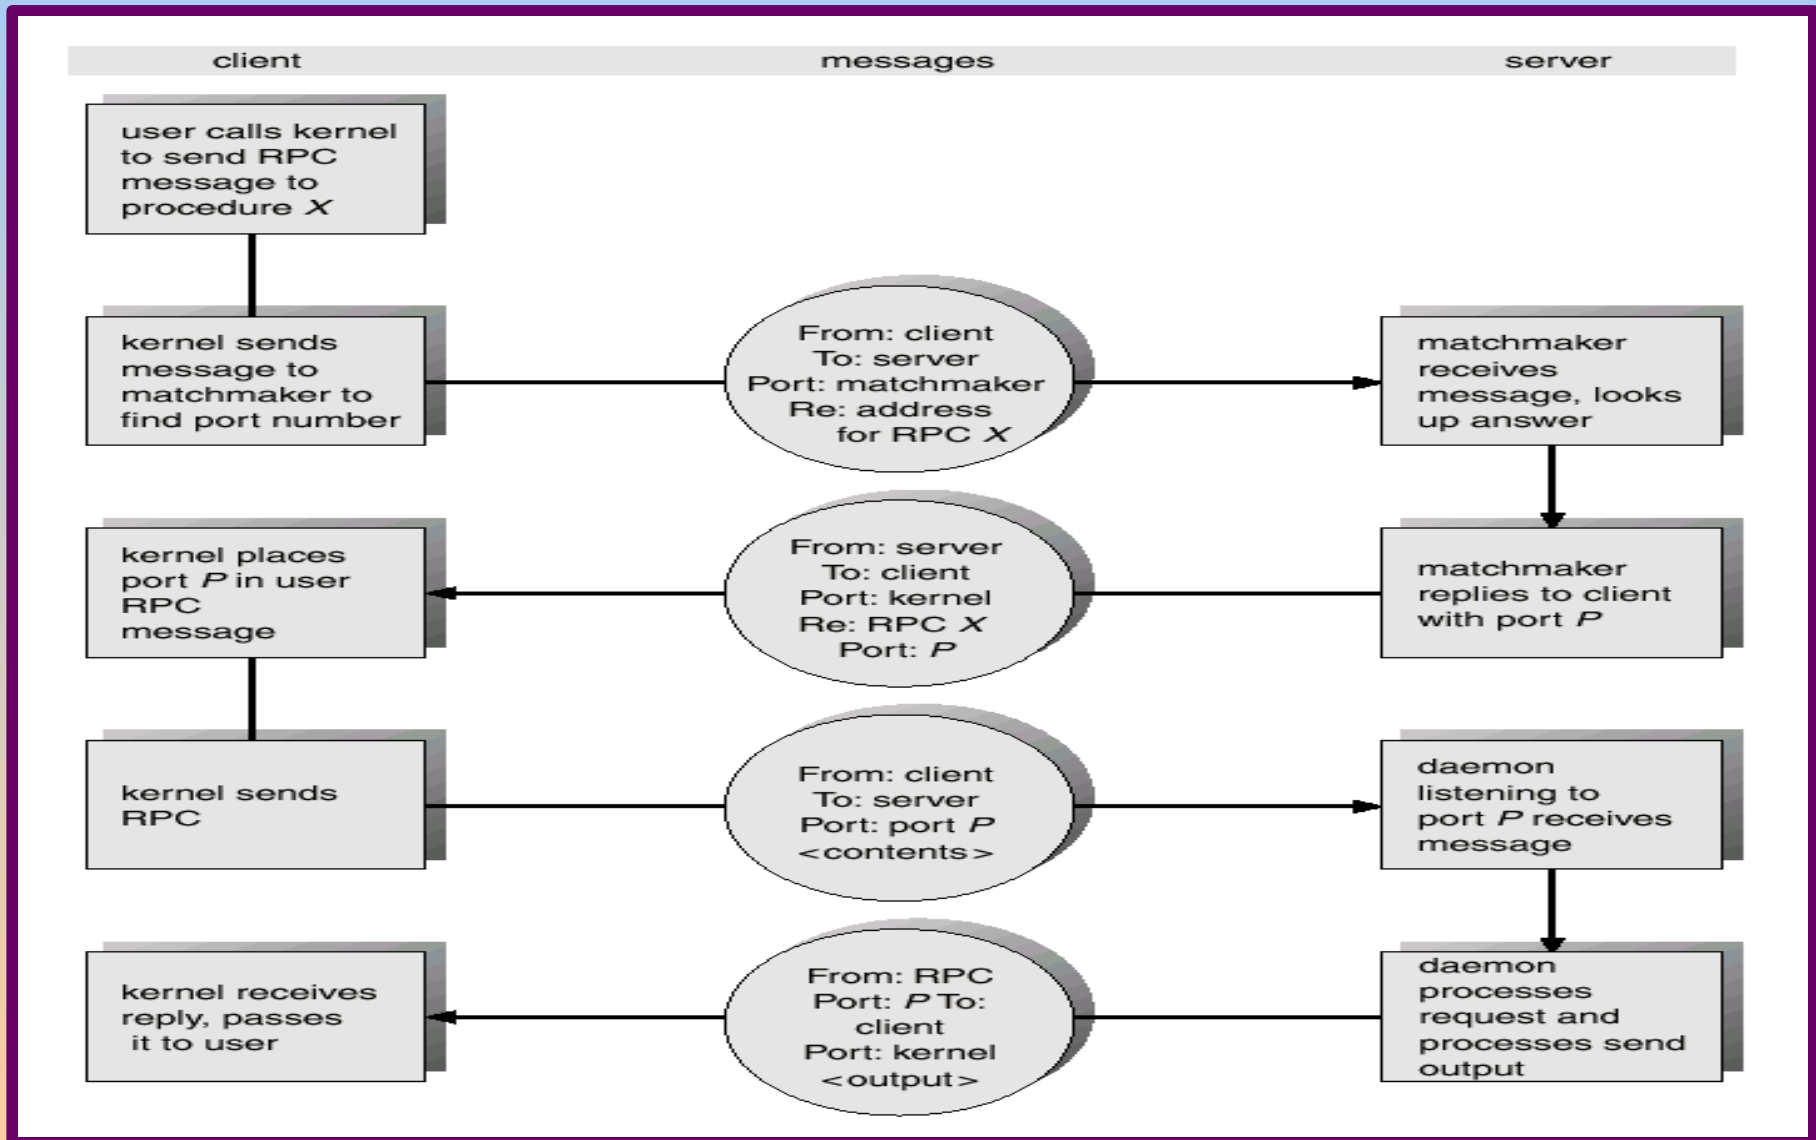 client
messages
server
user calls kernel
to send RPC
message to
procedure X
kernel sends
message to
matchmaker to
find port number
From: client
To: server
Port: matchmaker
Re: address
for RPC X
matchmaker
receives
message, looks
up answer
kernel places
port P in user
RPC
message
From: server
To: client
Port: kernel
Re: RPC X
Port: P
matchmaker
replies to client
with port P
kernel sends
RPC
From: client
To: server
Port: port P
<contents>
daemon
listening to
port P receives
message
kernel receives
reply, passes
it to user
From: RPC
Port: P To:
client
Port: kernel
<output>
daemon
processes
request and
processes send
output